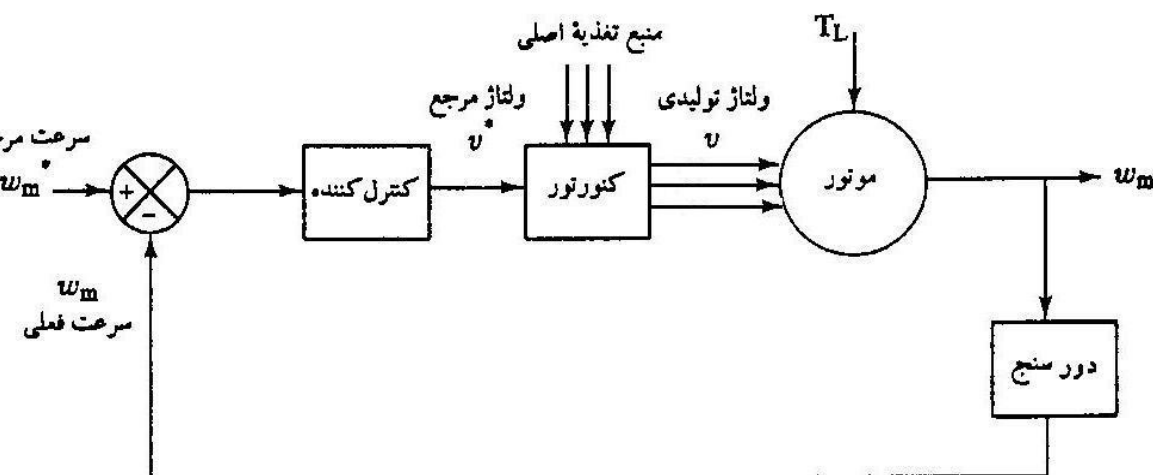 منبع تغذیهٔ اصلی
T_L
ولتاژ مرجع
v*
ولتاژ تولیدی
v
سرعت
w_m*
+
−
کنترل‌کننده
کنورتور
موتور
w_m
w_m
سرعت فعلی
دور سنج